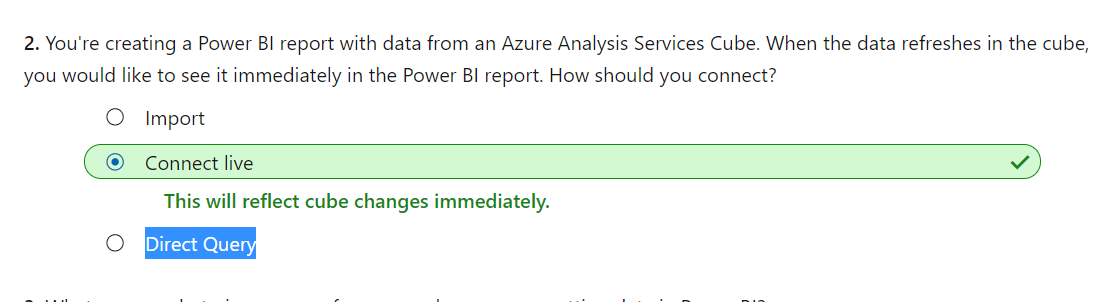 2. You're creating a Power BI report with data from an Azure Analysis Services Cube. When the data refreshes in the cube,
you would like to see it immediately in the Power BI report. How should you connect?
Import
Connect live
This will reflect cube changes immediately.
Direct Query